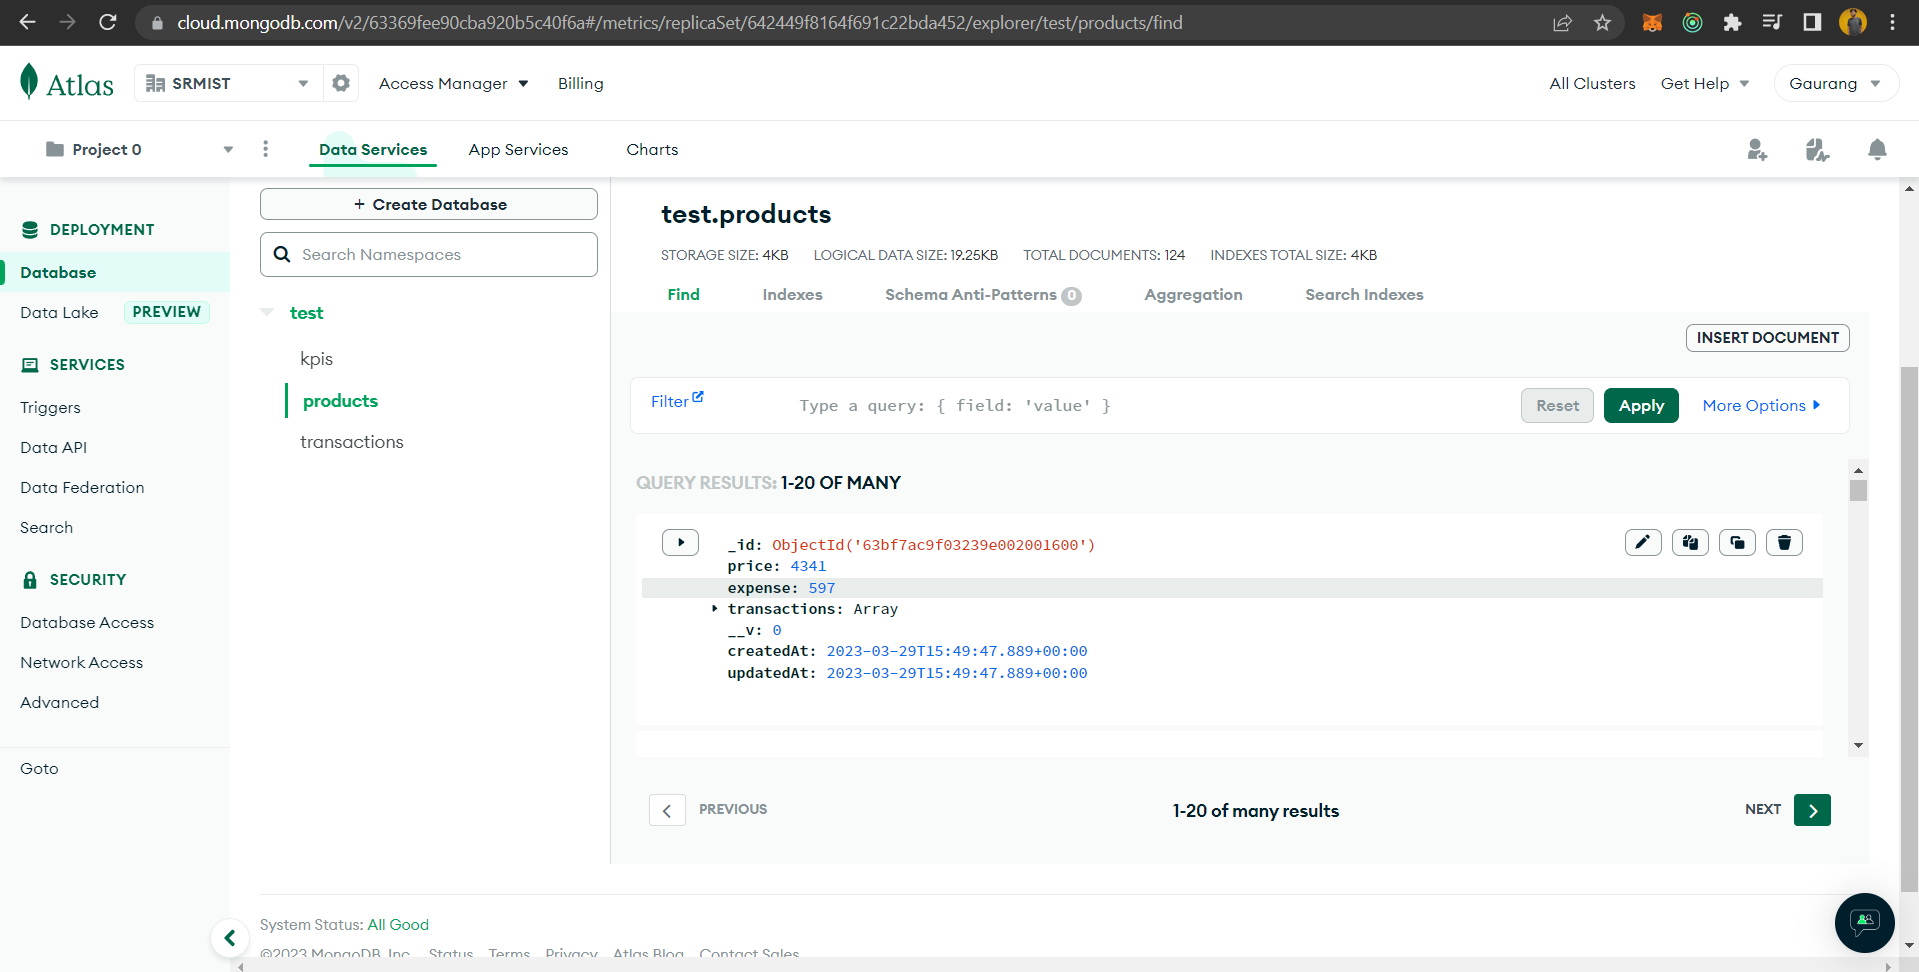 cloud.mongodb.com/v2/63369fee90cba920b5c40f6a#/metrics/replicaSet/642449f8164f691c22bda452/explorer/test/products/find
Atlas SRMIST Access Manager Billing All Clusters Get Help Gaurang
Project 0 Data Services App Services Charts
DEPLOYMENT
Database
Data Lake PREVIEW
SERVICES
Triggers
Data API
Data Federation
Search
SECURITY
Database Access
Network Access
Advanced
Goto
+ Create Database
Search Namespaces
test
kpis
products
transactions
test.products
STORAGE SIZE: 4KB LOGICAL DATA SIZE: 19.25KB TOTAL DOCUMENTS: 124 INDEXES TOTAL SIZE: 4KB
Find Indexes Schema Anti-Patterns 0 Aggregation Search Indexes
INSERT DOCUMENT
Filter Type a query: { field: 'value' } Reset Apply More Options
QUERY RESULTS: 1-20 OF MANY
_id: ObjectId('63bf7ac9f03239e002001600')
price: 4341
expense: 597
transactions: Array
__v: 0
createdAt: 2023-03-29T15:49:47.889+00:00
updatedAt: 2023-03-29T15:49:47.889+00:00
PREVIOUS 1-20 of many results NEXT
System Status: All Good
©2023 MongoDB, Inc. Status Terms Privacy Atlas Blog Contact Sales